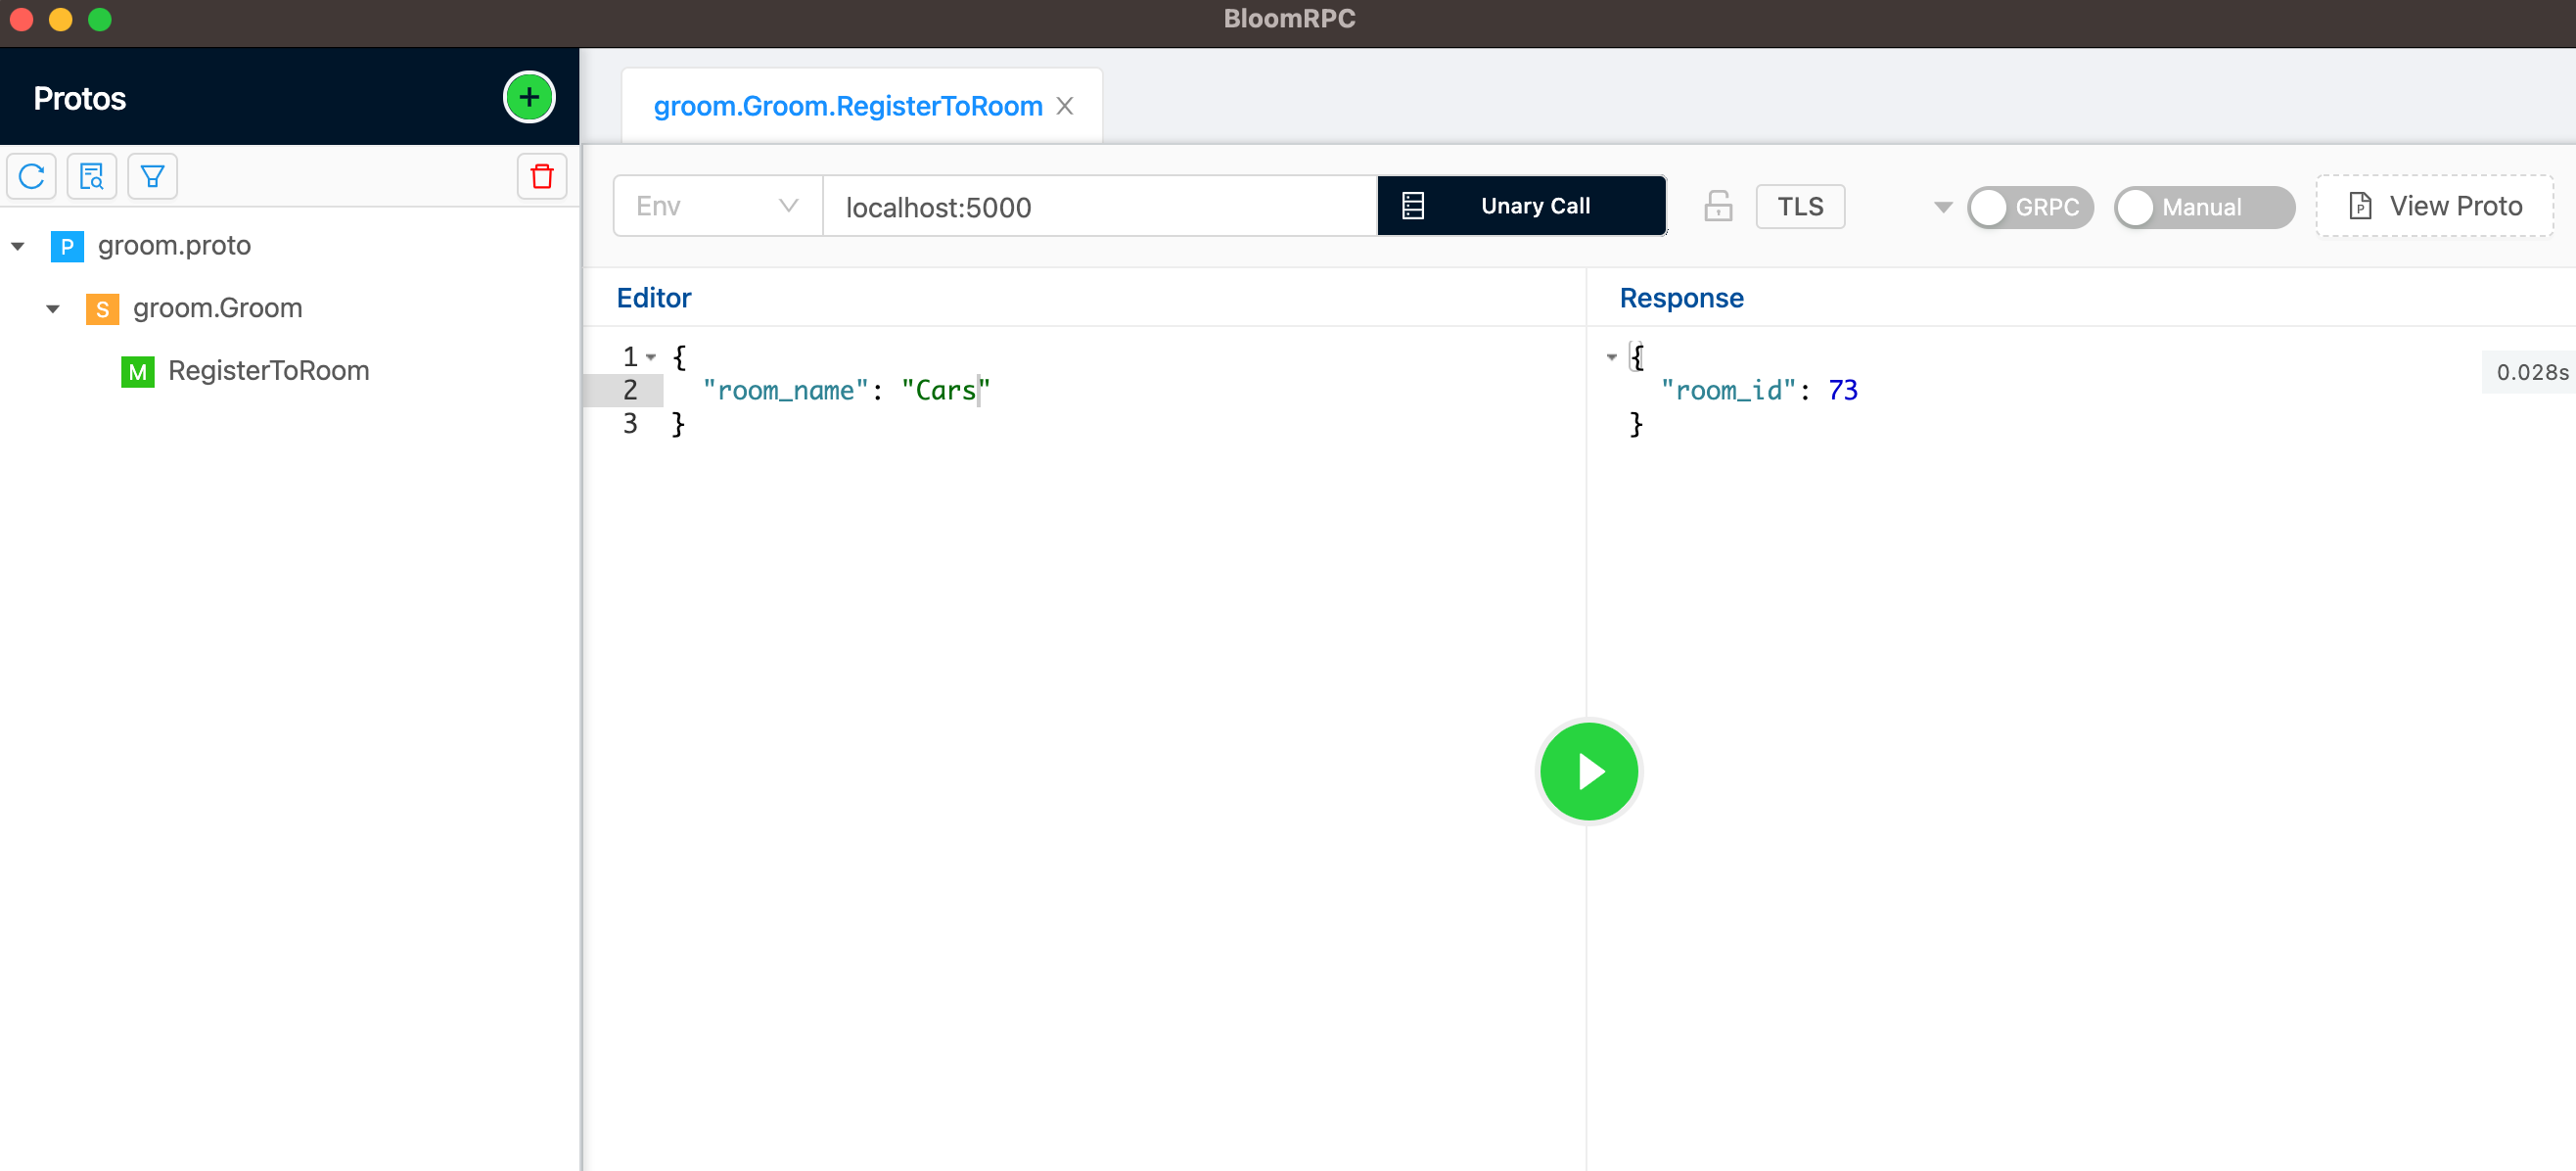 BloomRPC
Protos
groom.Groom.RegisterToRoom
Env
localhost:5000
Unary Call
TLS
GRPC
Manual
View Proto
P groom.proto
S groom.Groom
M RegisterToRoom
Editor
1 {
2 "room_name": "Cars"
3 }
Response
{
"room_id": 73
}
0.028s